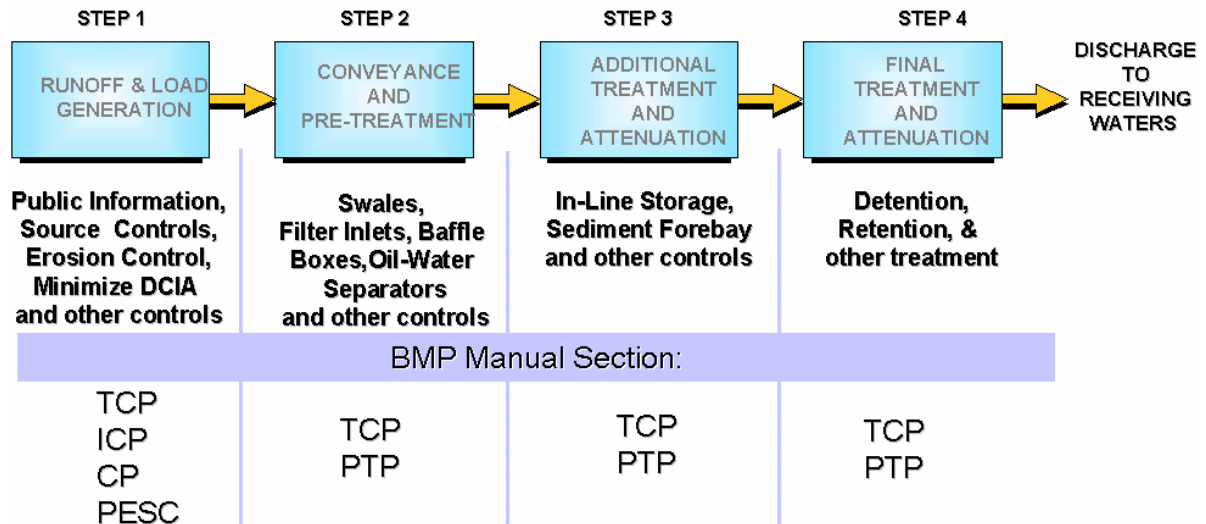 STEP 1
STEP 2
STEP 3
STEP 4
RUNOFF & LOAD
GENERATION
CONVEYANCE
AND
PRE-TREATMENT
ADDITIONAL
TREATMENT
AND
ATTENUATION
FINAL
TREATMENT
AND
ATTENUATION
DISCHARGE
TO
RECEIVING
WATERS
Public Information,
Source Controls,
Erosion Control,
Minimize DCIA
and other controls
Swales,
Filter Inlets, Baffle
Boxes,Oil-Water
Separators
and other controls
In-Line Storage,
Sediment Forebay
and other controls
Detention,
Retention, &
other treatment
BMP Manual Section:
TCP
ICP
CP
PESC
TCP
PTP
TCP
PTP
TCP
PTP